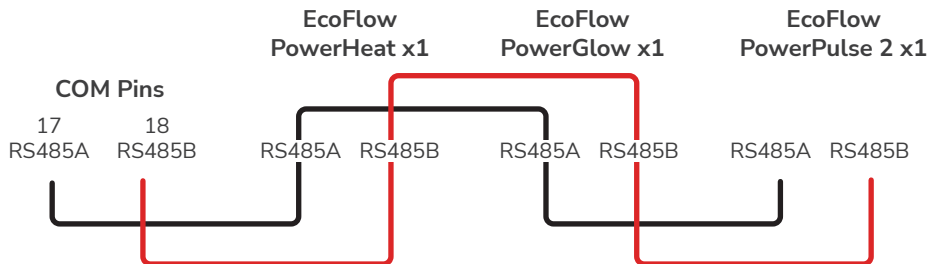 EcoFlow
PowerHeat x1
EcoFlow
PowerGlow x1
EcoFlow
PowerPulse 2 x1
COM Pins
17
RS485A
18
RS485B
RS485A
RS485B
RS485A
RS485B
RS485A
RS485B